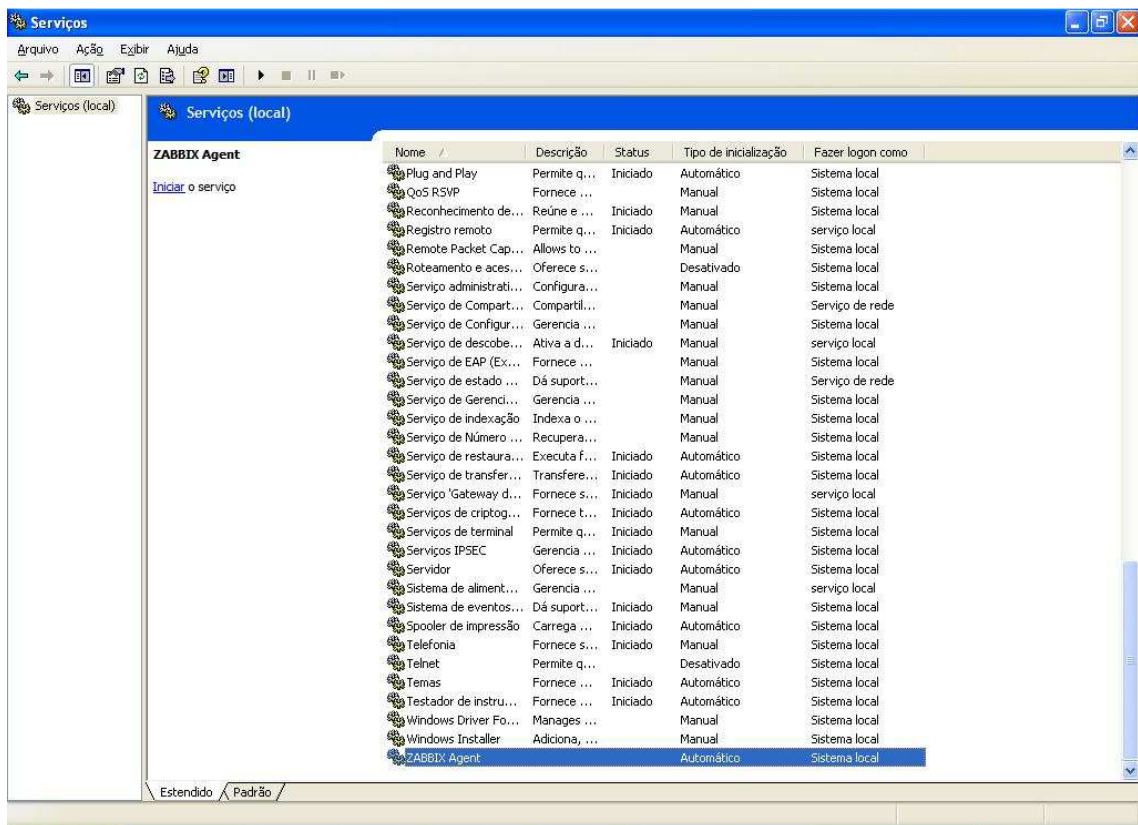 Serviços
Arquivo Ação Exibir Ajuda
Serviços (local)
Serviços (local)
ZABBIX Agent
Iniciar o serviço
Nome Descrição Status Tipo de inicialização Fazer logon como
Plug and Play Permite q... Iniciado Automático Sistema local
QoS RSVP Fornece ... Manual Sistema local
Reconhecimento de... Reúne e ... Iniciado Manual Sistema local
Registro remoto Permite q... Iniciado Automático serviço local
Remote Packet Cap... Allows to ... Manual Sistema local
Roteamento e aces... Oferece s... Desativado Sistema local
Serviço administrati... Configura... Manual Sistema local
Serviço de Compart... Compartil... Manual Serviço de rede
Serviço de Configur... Gerencia ... Manual Sistema local
Serviço de descobe... Ativa a d... Iniciado Manual serviço local
Serviço de EAP (Ex... Fornece ... Manual Sistema local
Serviço de estado ... Dá suport... Manual Serviço de rede
Serviço de Gerenci... Gerencia ... Manual Sistema local
Serviço de indexação Indexa o ... Manual Sistema local
Serviço de Número ... Recupera... Manual Sistema local
Serviço de restaura... Executa f... Iniciado Automático Sistema local
Serviço de transfer... Transfere... Iniciado Automático Sistema local
Serviço 'Gateway d... Fornece s... Iniciado Manual serviço local
Serviços de criptog... Fornece t... Iniciado Automático Sistema local
Serviços de terminal Permite q... Iniciado Manual Sistema local
Serviços IPSEC Gerencia ... Iniciado Automático Sistema local
Servidor Oferece s... Iniciado Automático Sistema local
Sistema de aliment... Gerencia ... Manual serviço local
Sistema de eventos... Dá suport... Iniciado Manual Sistema local
Spooler de impressão Carrega ... Iniciado Automático Sistema local
Telefonia Fornece s... Iniciado Manual Sistema local
Telnet Permite q... Desativado Sistema local
Temas Fornece ... Iniciado Automático Sistema local
Testador de instru... Fornece ... Iniciado Automático Sistema local
Windows Driver Fo... Manages ... Manual Sistema local
Windows Installer Adiciona, ... Manual Sistema local
ZABBIX Agent Automático Sistema local
Estendido Padrão